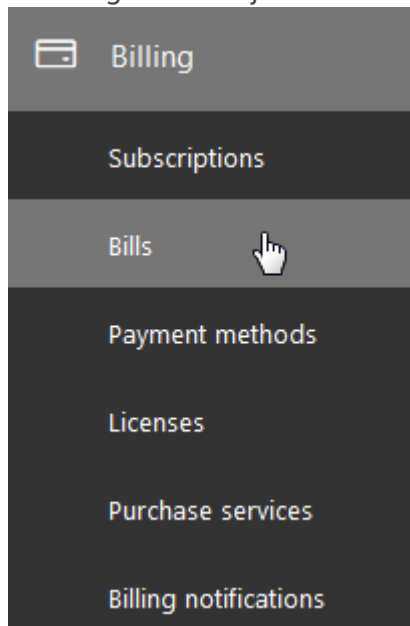 Billing
Subscriptions
Bills
Payment methods
Licenses
Purchase services
Billing notifications